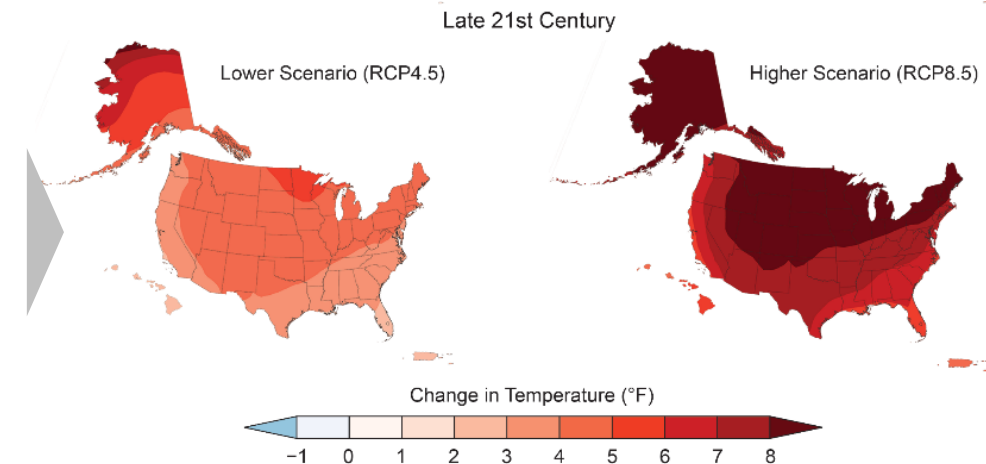 Late 21st Century
Lower Scenario (RCP4.5)
Higher Scenario (RCP8.5)
Change in Temperature (°F)
−1 0 1 2 3 4 5 6 7 8